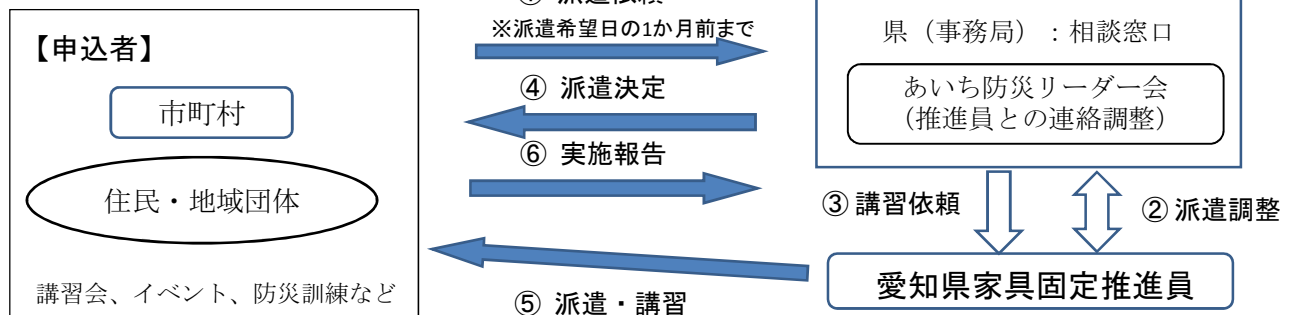 ① 派遣依頼
※派遣希望日の1か月前まで
【申込者】
市町村
住民・地域団体
講習会、イベント、防災訓練など
④ 派遣決定
⑥ 実施報告
⑤ 派遣・講習
県（事務局）：相談窓口
あいち防災リーダー会
（推進員との連絡調整）
③ 講習依頼
② 派遣調整
愛知県家具固定推進員